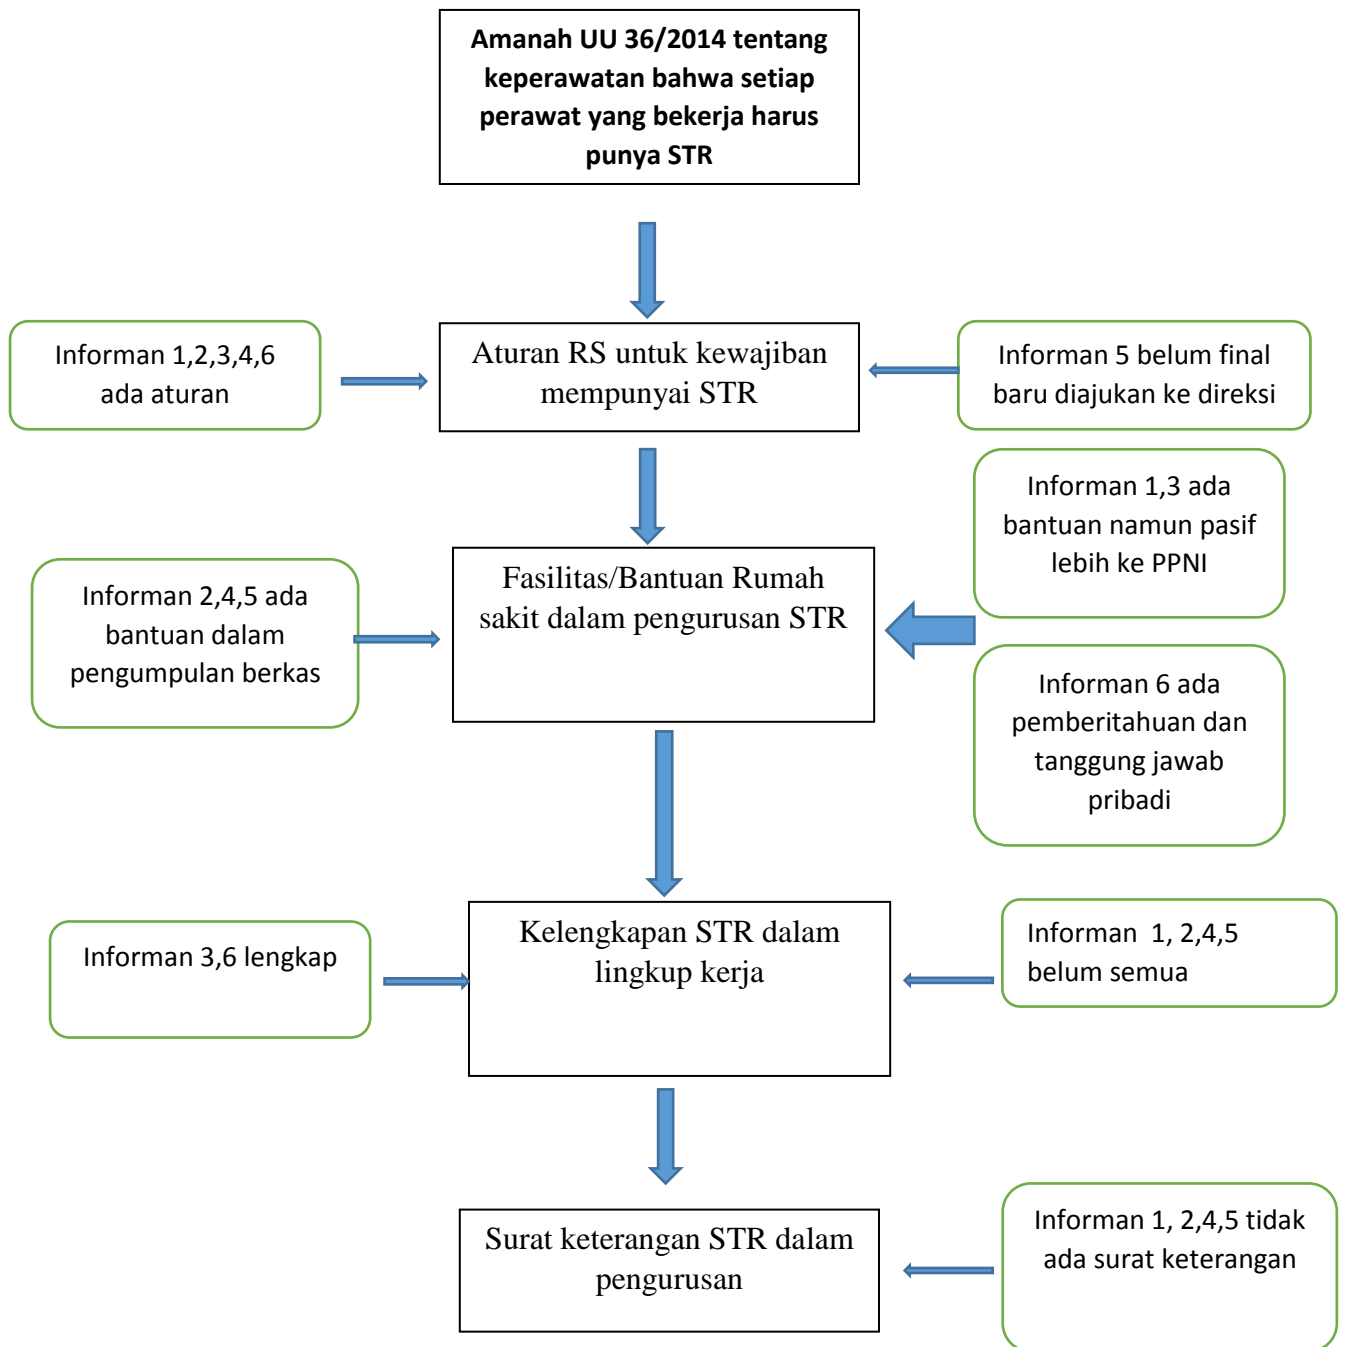 Amanah UU 36/2014 tentang
keperawatan bahwa setiap
perawat yang bekerja harus
punya STR
Informan 1,2,3,4,6
ada aturan
Aturan RS untuk kewajiban
mempunyai STR
Informan 5 belum final
baru diajukan ke direksi
Informan 1,3 ada
bantuan namun pasif
lebih ke PPNI
Informan 2,4,5 ada
bantuan dalam
pengumpulan berkas
Fasilitas/Bantuan Rumah
sakit dalam pengurusan STR
Informan 6 ada
pemberitahuan dan
tanggung jawab
pribadi
Informan 3,6 lengkap
Kelengkapan STR dalam
lingkup kerja
Informan  1, 2,4,5
belum semua
Surat keterangan STR dalam
pengurusan
Informan 1, 2,4,5 tidak
ada surat keterangan